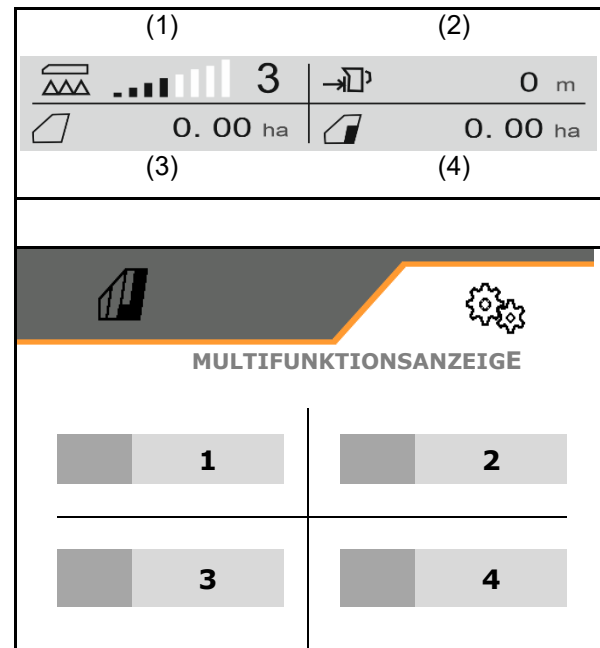 (1) (2)
3 0 m
0.00 ha 0.00 ha
(3) (4)
MULTIFUNKTIONSANZEIGE
1 2
3 4